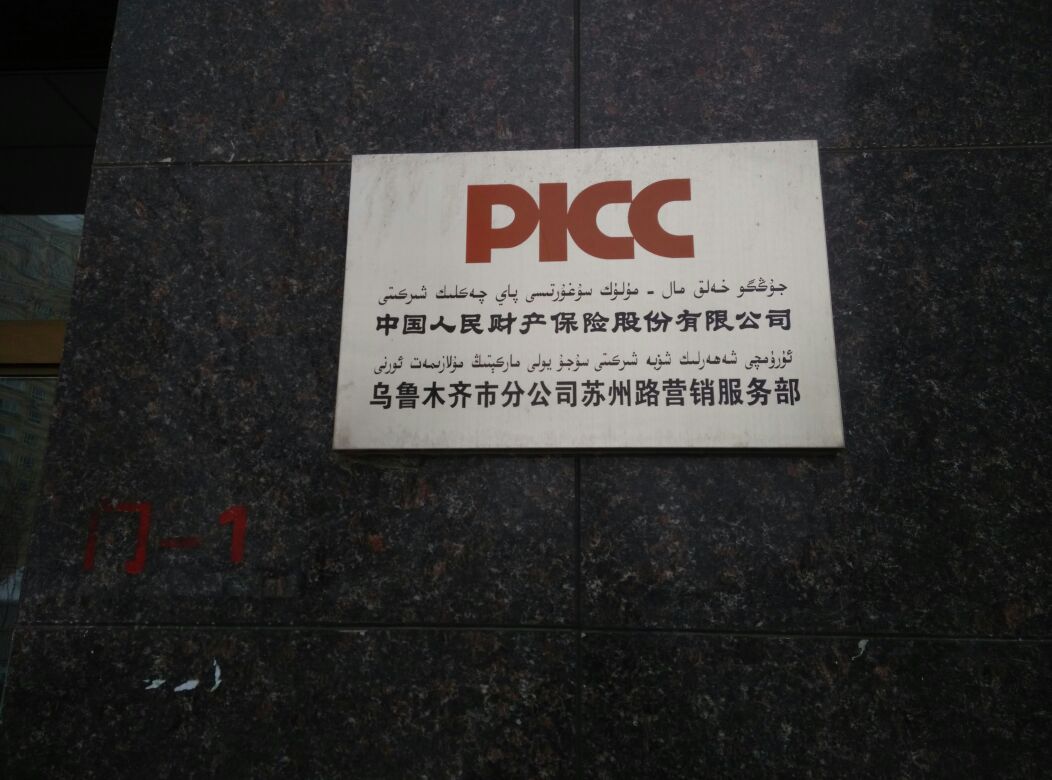 PICC
جۇڭگو خەلق مال - مۈلۈك سۇغۇرتىسى پاي چەكلىك شىركىتى
中国人民财产保险股份有限公司
ئۈرۈمچى شەھەرلىك شۆبە شىركىتى سۇجۇ يولى ماركېتىڭ مۇلازىمەت ئورنى
乌鲁木齐市分公司苏州路营销服务部
门-1